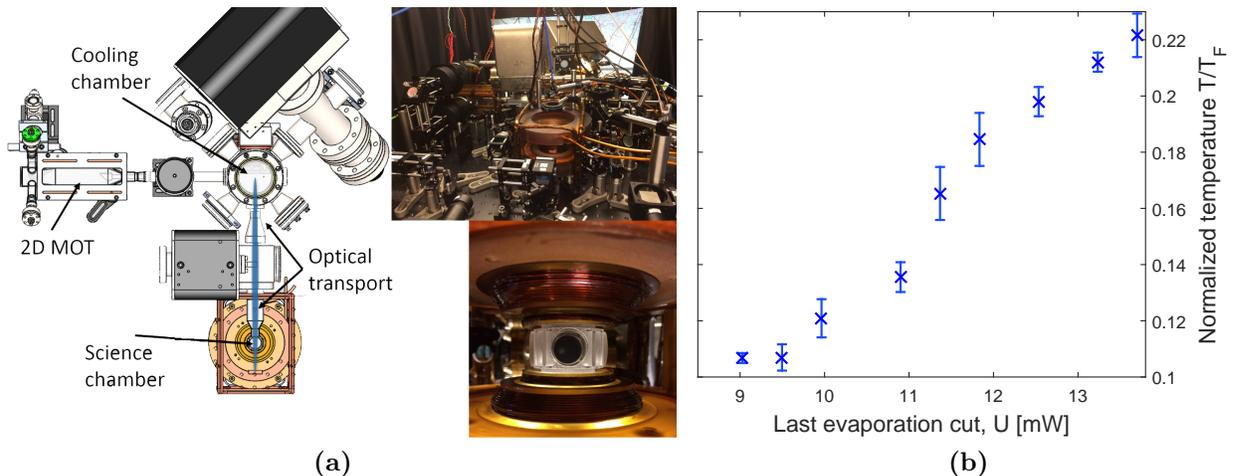 Cooling
chamber
2D MOT
Optical
transport
Science
chamber
(a)
0.22
0.2
0.18
0.16
0.14
0.12
0.1
Normalized temperature T/T_F
9 10 11 12 13
Last evaporation cut, U [mW]
(b)